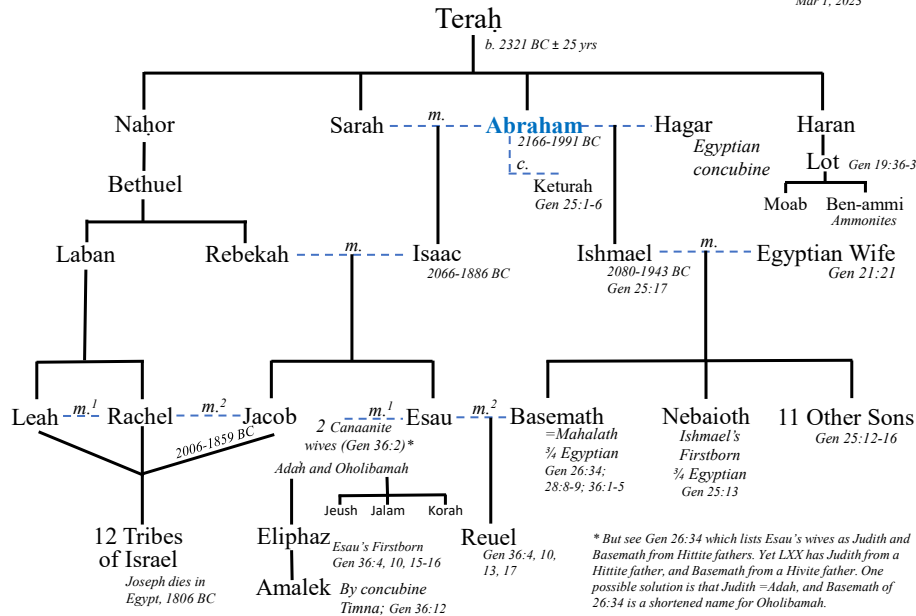 Mar 1, 2023
Teraḥ
b. 2321 BC ± 25 yrs
Naḥor
Sarah
m.
Abraham
Hagar
Haran
2166-1991 BC
Egyptian
concubine
c.
Lot
Gen 19:36-3
Bethuel
Keturah
Gen 25:1-6
Moab
Ben-ammi
Ammonites
Laban
Rebekah
m.
Isaac
2066-1886 BC
Ishmael
2080-1943 BC
Gen 25:17
m.
Egyptian Wife
Gen 21:21
Leah
m.¹
Rachel
m.²
Jacob
m.¹
Esau
m.²
Basemath
Nebaioth
11 Other Sons
2006-1859 BC
2 Canaanite
wives (Gen 36:2)*
Adah and Oholibamah
=Mahalath
¾ Egyptian
Gen 26:34;
28:8-9; 36:1-5
Ishmael's
Firstborn
¾ Egyptian
Gen 25:13
Gen 25:12-16
Jeush
Jalam
Korah
12 Tribes
of Israel
Joseph dies in
Egypt, 1806 BC
Eliphaz
Esau's Firstborn
Gen 36:4, 10, 15-16
Amalek
By concubine
Timna; Gen 36:12
Reuel
Gen 36:4, 10,
13, 17
* But see Gen 26:34 which lists Esau's wives as Judith and
Basemath from Hittite fathers. Yet LXX has Judith from a
Hittite father, and Basemath from a Hivite father. One
possible solution is that Judith =Adah, and Basemath of
26:34 is a shortened name for Oholibamah.